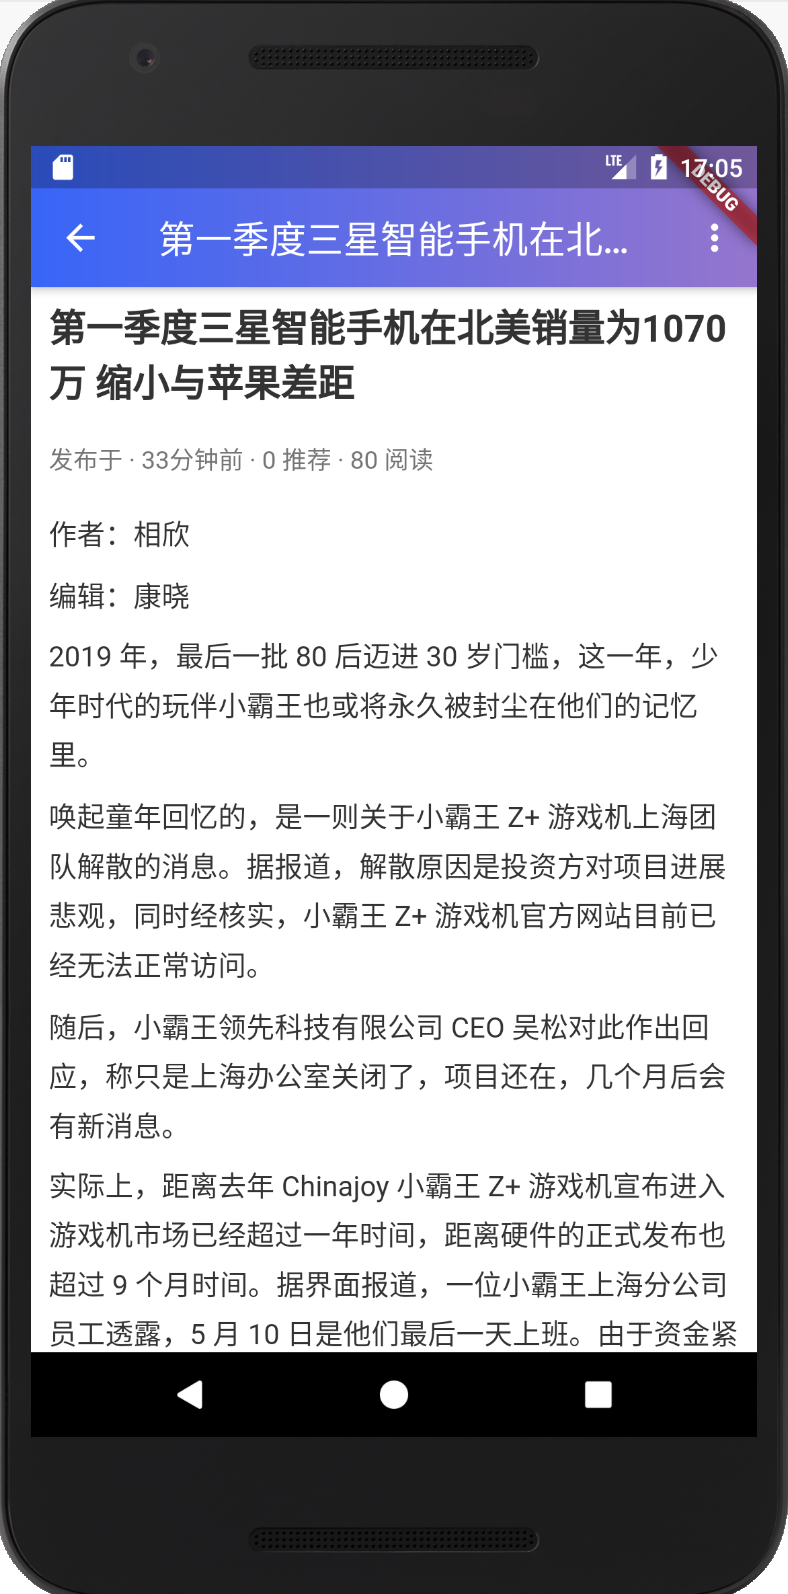 LTE 17:05
DEBUG
第一季度三星智能手机在北...
第一季度三星智能手机在北美销量为1070
万 缩小与苹果差距
发布于 · 33分钟前 · 0 推荐 · 80 阅读
作者：相欣
编辑：康晓
2019 年，最后一批 80 后迈进 30 岁门槛，这一年，少
年时代的玩伴小霸王也或将永久被封尘在他们的记忆
里。
唤起童年回忆的，是一则关于小霸王 Z+ 游戏机上海团
队解散的消息。据报道，解散原因是投资方对项目进展
悲观，同时经核实，小霸王 Z+ 游戏机官方网站目前已
经无法正常访问。
随后，小霸王领先科技有限公司 CEO 吴松对此作出回
应，称只是上海办公室关闭了，项目还在，几个月后会
有新消息。
实际上，距离去年 Chinajoy 小霸王 Z+ 游戏机宣布进入
游戏机市场已经超过一年时间，距离硬件的正式发布也
超过 9 个月时间。据界面报道，一位小霸王上海分公司
员工透露，5 月 10 日是他们最后一天上班。由于资金紧